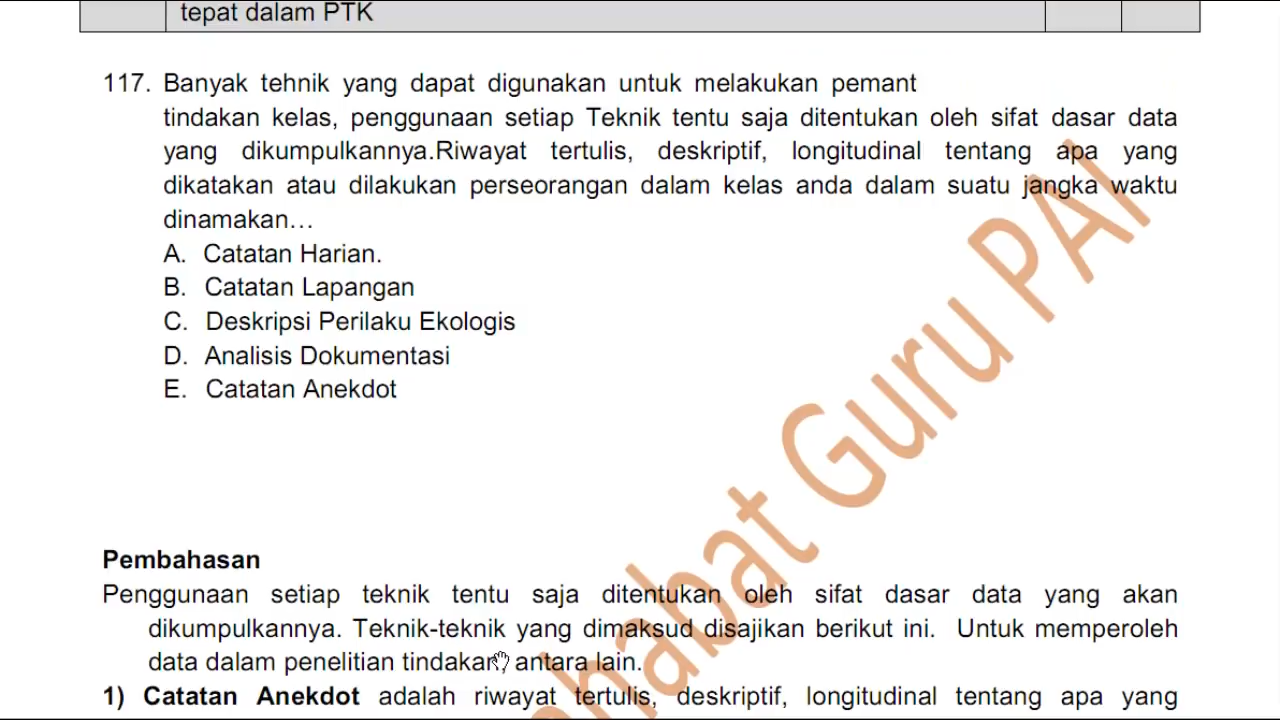 tepat dalam PTK
117. Banyak tehnik yang dapat digunakan untuk melakukan pemant
tindakan kelas, penggunaan setiap Teknik tentu saja ditentukan oleh sifat dasar data
yang dikumpulkannya.Riwayat tertulis, deskriptif, longitudinal tentang apa yang
dikatakan atau dilakukan perseorangan dalam kelas anda dalam suatu jangka waktu
dinamakan…
A. Catatan Harian.
B. Catatan Lapangan
C. Deskripsi Perilaku Ekologis
D. Analisis Dokumentasi
E. Catatan Anekdot
Pembahasan
Penggunaan setiap teknik tentu saja ditentukan oleh sifat dasar data yang akan
dikumpulkannya. Teknik-teknik yang dimaksud disajikan berikut ini. Untuk memperoleh
data dalam penelitian tindakan, antara lain.
1) Catatan Anekdot adalah riwayat tertulis, deskriptif, longitudinal tentang apa yang
habat Guru PAI